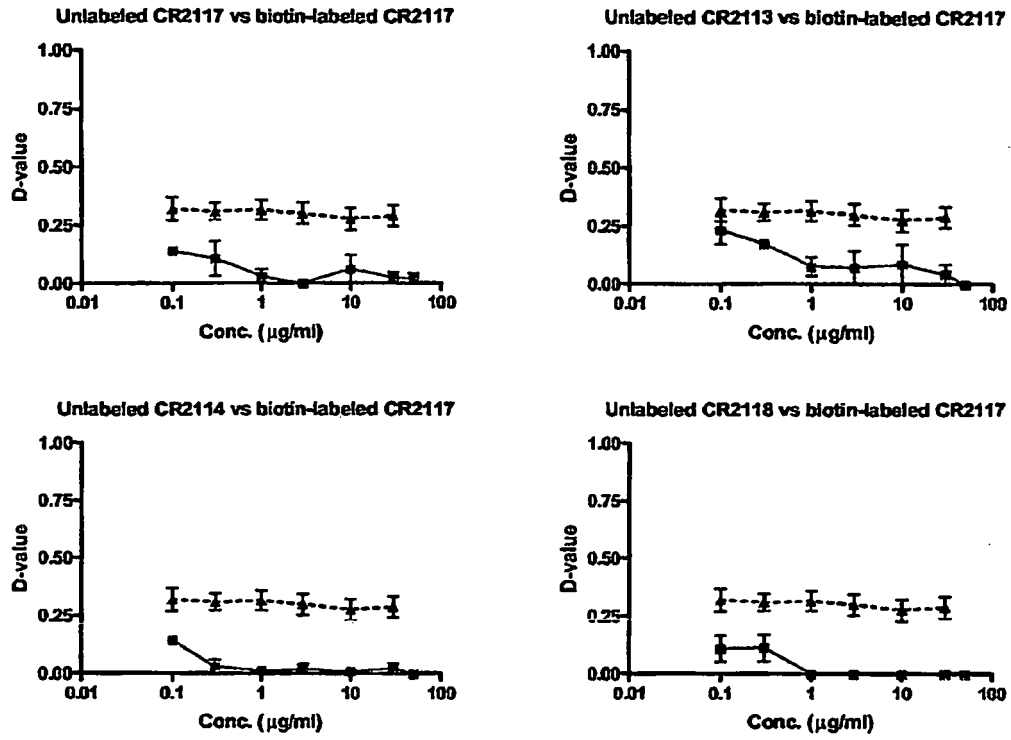 Unlabeled CR2117 vs biotin-labeled CR2117
1.00
0.75
0.50
0.25
0.00
D-value
0.01 0.1 1 10 100
Conc. (μg/ml)
Unlabeled CR2113 vs biotin-labeled CR2117
1.00
0.75
0.50
0.25
0.00
D-value
0.01 0.1 1 10 100
Conc. (μg/ml)
Unlabeled CR2114 vs biotin-labeled CR2117
1.00
0.75
0.50
0.25
0.00
D-value
0.01 0.1 1 10 100
Conc. (μg/ml)
Unlabeled CR2118 vs biotin-labeled CR2117
1.00
0.75
0.50
0.25
0.00
D-value
0.01 0.1 1 10 100
Conc. (μg/ml)